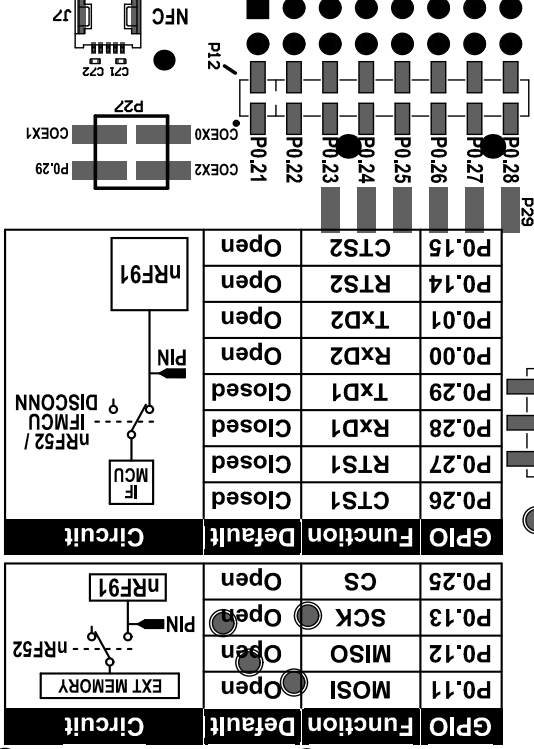 GPIO Function Default Circuit
P0.11 MOSI Open EXT MEMORY
P0.12 MISO Open nRF52
P0.13 SCK Open PIN
P0.25 CS Open nRF91
GPIO Function Default Circuit
P0.26 CTS1 Closed
IF
MCU
P0.27 RTS1 Closed
nRF52 /
IFMCU
DISCONN
P0.28 RxD1 Closed
P0.29 TxD1 Closed
P0.00 RxD2 Open PIN
P0.01 TxD2 Open
P0.14 RTS2 Open nRF91
P0.15 CTS2 Open
P29
P0.21
P0.22
P0.23
P0.24
P0.25
P0.26
P0.27
P0.28
P12
COEX2 P0.29
COEX0 COEX1
P27
C71 C72
NFC J7